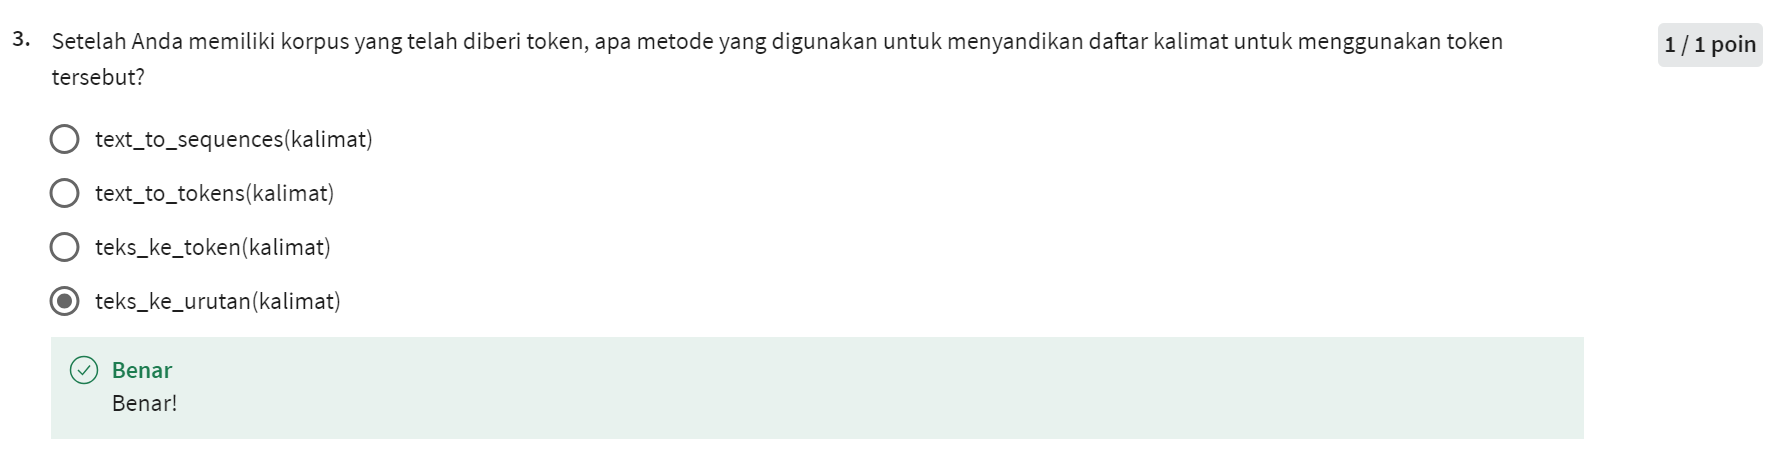 3. Setelah Anda memiliki korpus yang telah diberi token, apa metode yang digunakan untuk menyandikan daftar kalimat untuk menggunakan token
tersebut?
1 / 1 poin
text_to_sequences(kalimat)
text_to_tokens(kalimat)
teks_ke_token(kalimat)
teks_ke_urutan(kalimat)
Benar
Benar!